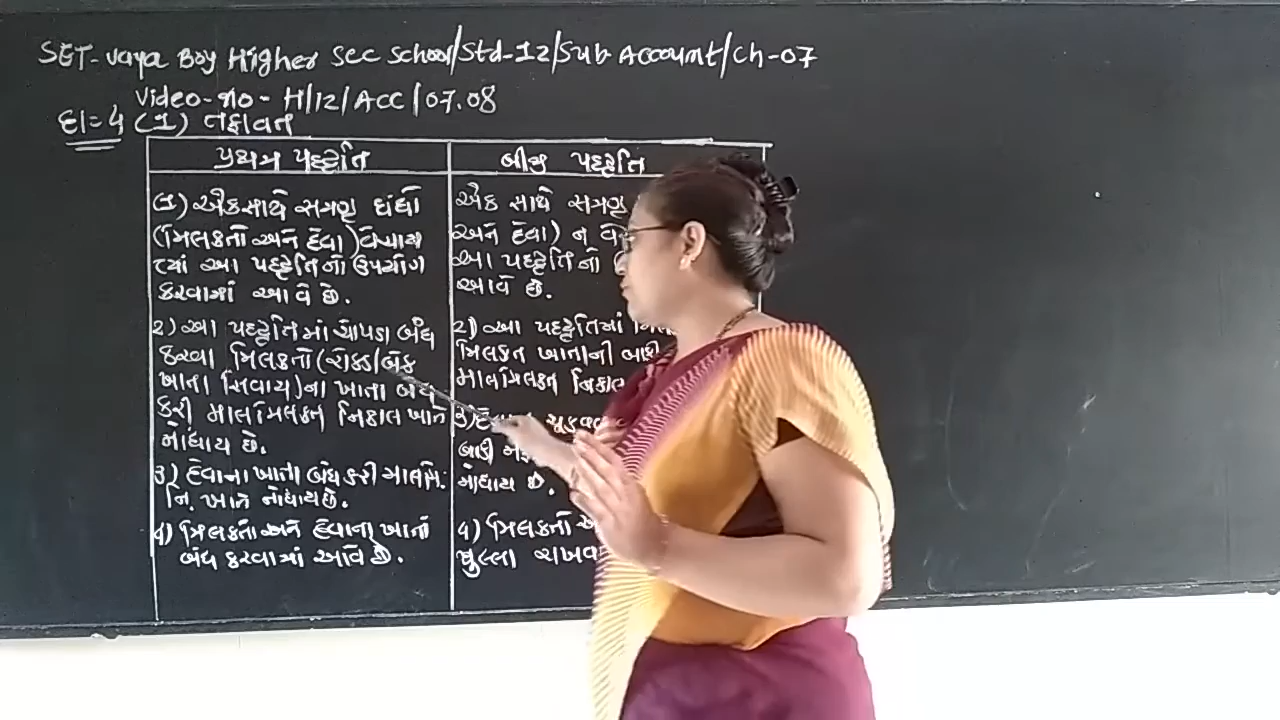 SET-Vaya Boy Higher Sec School/Std-12/Sub Account/Ch-07
Video-no-H/12/ACC/07.08
દા=4 (1) તફાવત
પ્રથમ પદ્ધતિ
(1) એકસાથે સમગ્ર ધંધો
(મિલકતો અને દેવા) વેચાય
ત્યાં આ પદ્ધતિનો ઉપયોગ
કરવામાં આવે છે.
2) આ પદ્ધતિમાં ચોપડા બંધ
કરવા મિલકતો (રોકડ/બેંક
ખાતા સિવાય)ના ખાતા બંધ
કરી માલમિલકત નિકાલ ખાતે
નોંધાય છે.
3) દેવાના ખાતા બંધ કરી માલમિ.
નિ. ખાતે નોંધાય છે.
4) મિલકતો અને દેવાના ખાતાં
બંધ કરવામાં આવે છે.
બીજી પદ્ધતિ
એક સાથે સમગ્ર
અને દેવા) ન
આ પદ્ધતિનો
આવે છે.
2) આ પદ્ધતિમાં
મિલકત ખાતાની બાકી
માલમિલકત નિકાલ
3) ચૂકવવ
બાકી
નોંધાય છે.
4) મિલકતો
ખુલ્લા રાખવ